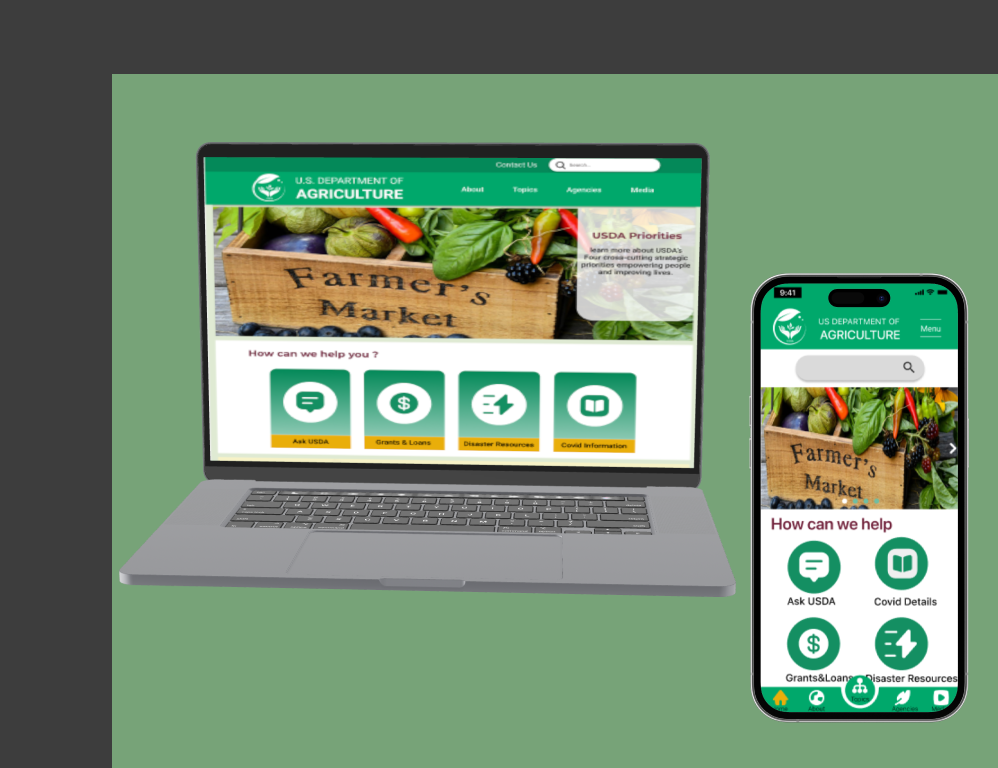 Contact Us
Search...
U.S. DEPARTMENT OF
AGRICULTURE
About Topics Agencies Media
Farmer's
Market
USDA Priorities
learn more about USDA's
Four cross-cutting strategic
priorities empowering people
and improving lives.
How can we help you ?
Ask USDA
Grants & Loans
Disaster Resources
Covid Information
9:41
US DEPARTMENT OF
AGRICULTURE
Menu
Farmer's
Market
How can we help
Ask USDA
Covid Details
Grants&Loans
Disaster Resources
About
Topics
Agencies